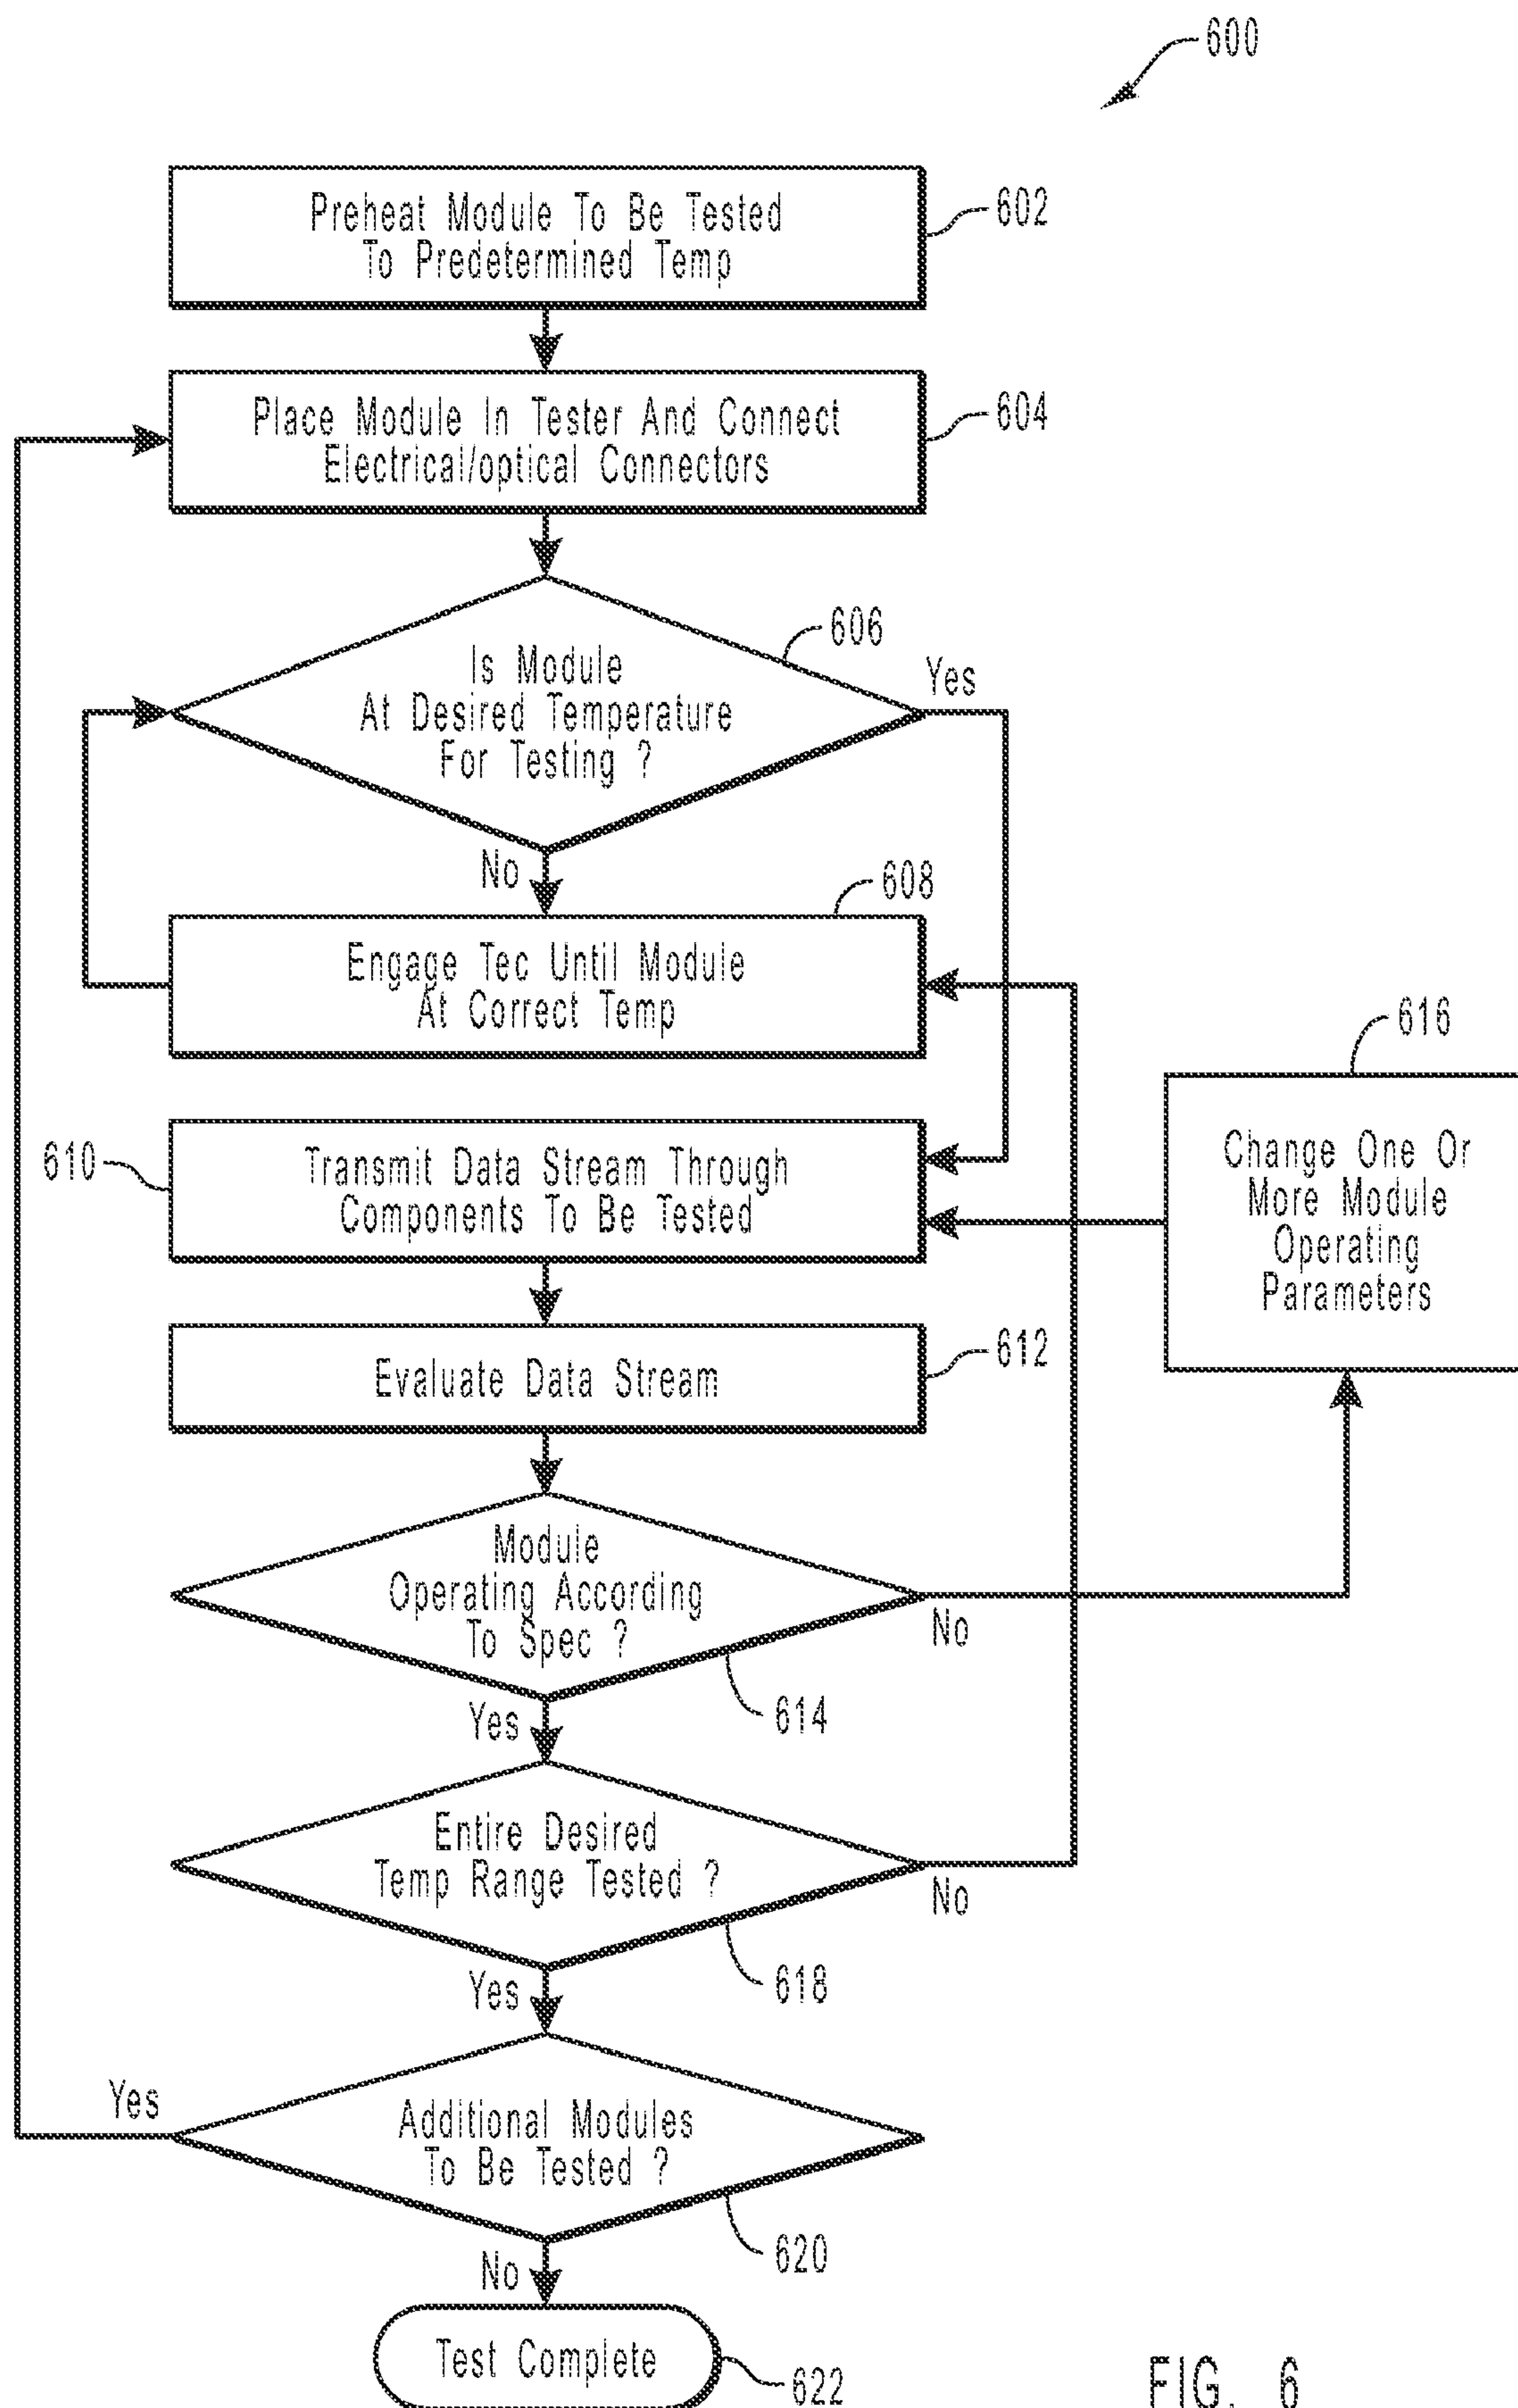 600
Preheat Module To Be Tested
To Predetermined Temp
602
Place Module In Tester And Connect
Electrical/optical Connectors
604
606
Is Module
At Desired Temperature
For Testing ?
Yes
No
608
Engage Tec Until Module
At Correct Temp
616
Change One Or
More Module
Operating
Parameters
610
Transmit Data Stream Through
Components To Be Tested
Evaluate Data Stream
612
Module
Operating According
To Spec ?
No
614
Yes
Entire Desired
Temp Range Tested ?
No
618
Yes
Yes
Additional Modules
To Be Tested ?
620
No
Test Complete
622
FIG. 6